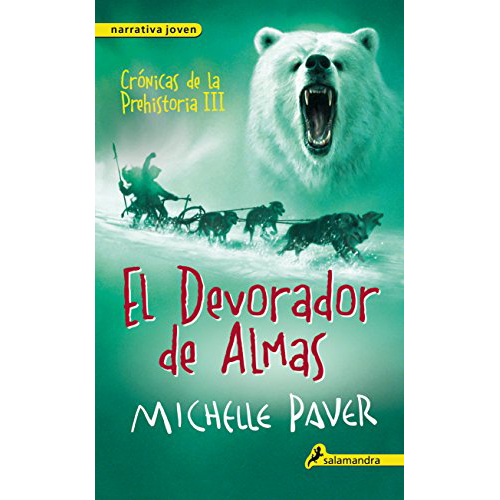 narrativa joven
Crónicas de la
Prehistoria III
El Devorador
de Almas
Michelle Paver
salamandra